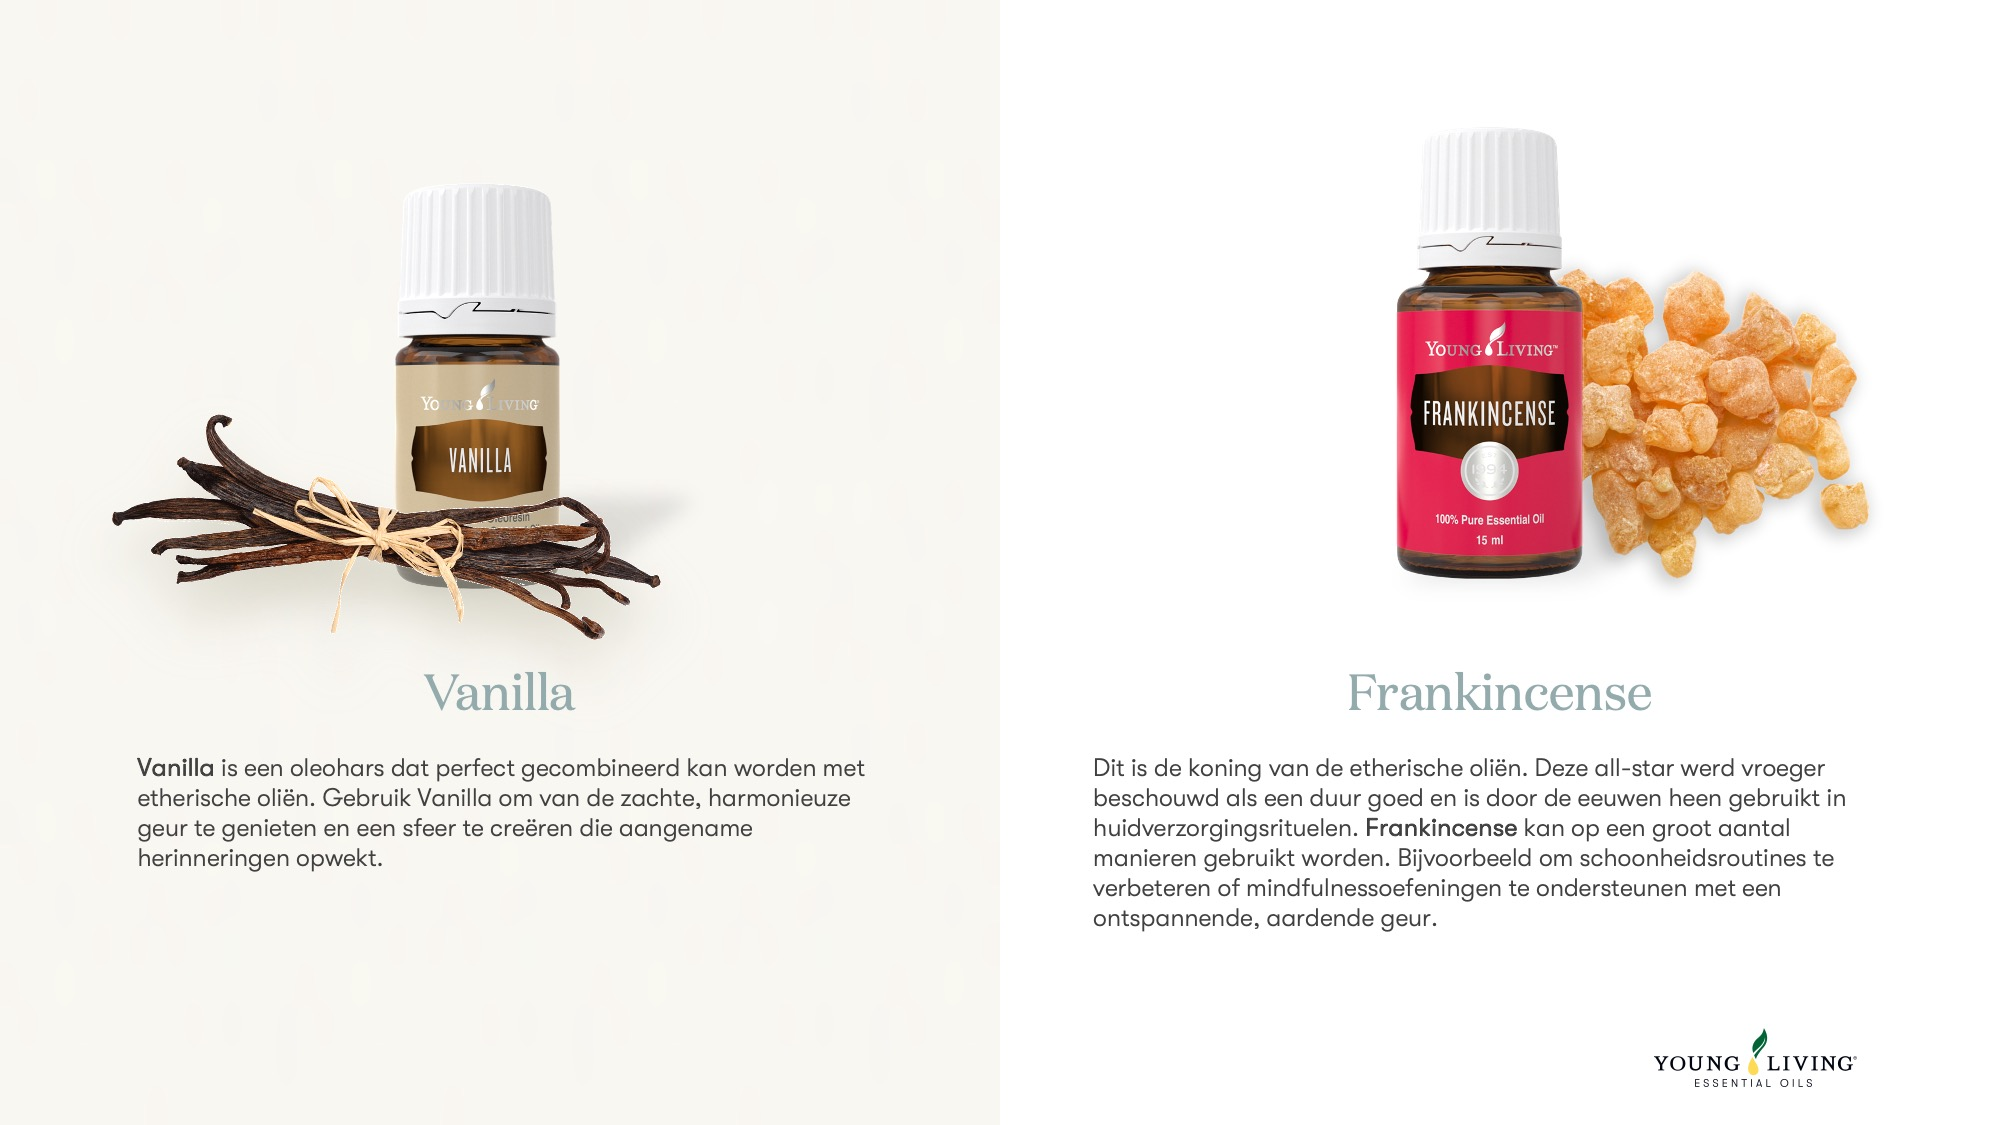 YOUNG LIVING
VANILLA
Oleoresin
Vanilla
Vanilla is een oleohars dat perfect gecombineerd kan worden met
etherische oliën. Gebruik Vanilla om van de zachte, harmonieuze
geur te genieten en een sfeer te creëren die aangename
herinneringen opwekt.
YOUNG LIVING™
FRANKINCENSE
1994
100% Pure Essential Oil
15 ml
Frankincense
Dit is de koning van de etherische oliën. Deze all-star werd vroeger
beschouwd als een duur goed en is door de eeuwen heen gebruikt in
huidverzorgingsrituelen. Frankincense kan op een groot aantal
manieren gebruikt worden. Bijvoorbeeld om schoonheidsroutines te
verbeteren of mindfulnessoefeningen te ondersteunen met een
ontspannende, aardende geur.
YOUNG LIVING®
ESSENTIAL OILS